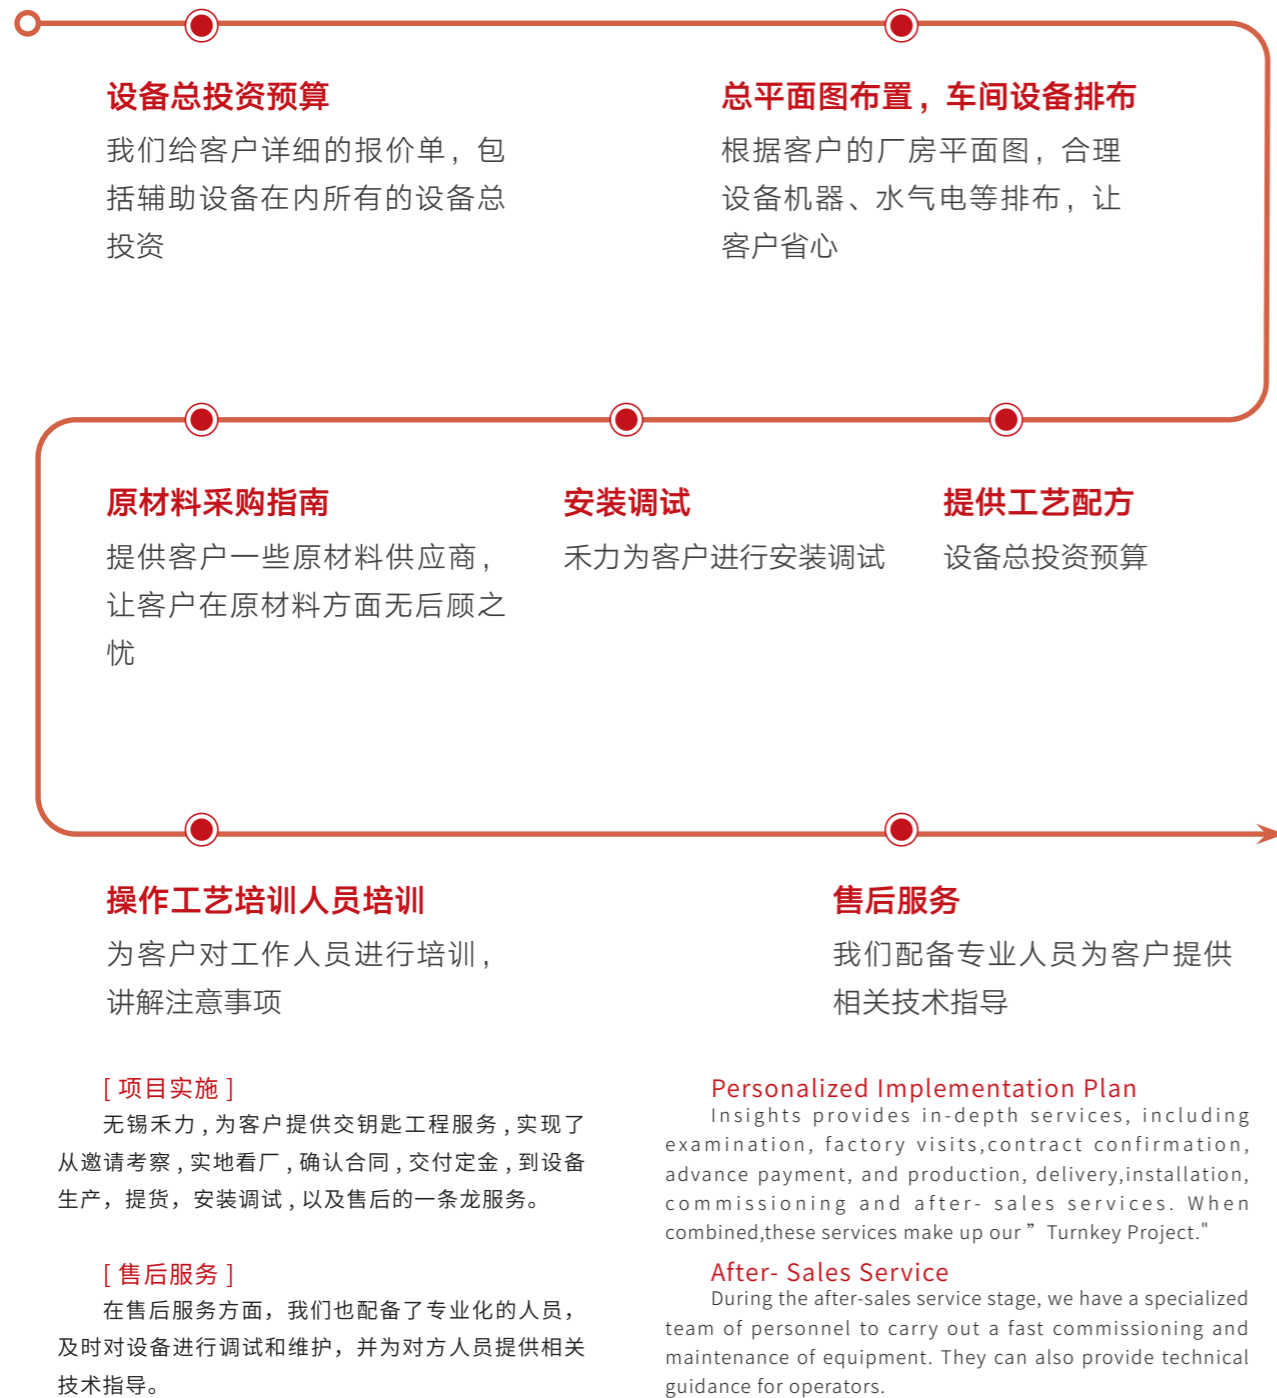 设备总投资预算
我们给客户详细的报价单，包
括辅助设备在内所有的设备总
投资
总平面图布置，车间设备排布
根据客户的厂房平面图，合理
设备机器、水气电等排布，让
客户省心
原材料采购指南
提供客户一些原材料供应商，
让客户在原材料方面无后顾之
忧
安装调试
禾力为客户进行安装调试
提供工艺配方
设备总投资预算
操作工艺培训人员培训
为客户对工作人员进行培训，
讲解注意事项
售后服务
我们配备专业人员为客户提供
相关技术指导
[ 项目实施 ]
无锡禾力 , 为客户提供交钥匙工程服务 , 实现了
从邀请考察 , 实地看厂 , 确认合同 , 交付定金 , 到设备
生产，提货，安装调试 , 以及售后的一条龙服务。
[ 售后服务 ]
在售后服务方面，我们也配备了专业化的人员，
及时对设备进行调试和维护，并为对方人员提供相关
技术指导。
Personalized Implementation Plan
Insights provides in-depth services, including
examination, factory visits,contract confirmation,
advance payment, and production, delivery,installation,
commissioning and after- sales services. When
combined,these services make up our ” Turnkey Project."
After- Sales Service
During the after-sales service stage, we have a specialized
team of personnel to carry out a fast commissioning and
maintenance of equipment. They can also provide technical
guidance for operators.